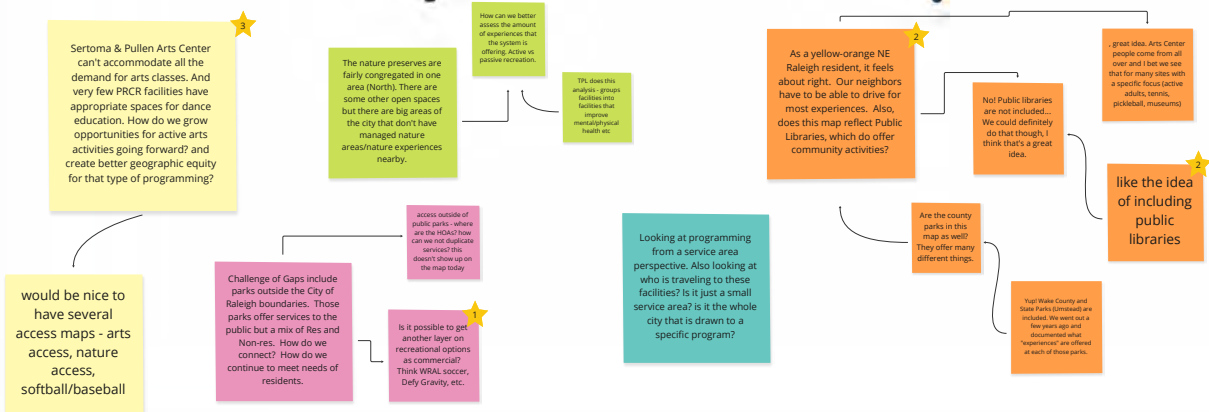 3
Sertoma & Pullen Arts Center
can't accommodate all the
demand for arts classes. And
very few PRCR facilities have
appropriate spaces for dance
education. How do we grow
opportunities for active arts
activities going forward? and
create better geographic equity
for that type of programming?
would be nice to
have several
access maps - arts
access, nature
access,
softball/baseball
The nature preserves are
fairly congregated in one
area (North). There are
some other open spaces
but there are big areas of
the city that don't have
managed nature
areas/nature experiences
nearby.
How can we better
assess the amount
of experiences that
the system is
offering. Active vs
passive recreation.
TPL does this
analysis - groups
facilities into
facilities that
improve
mental/physical
health etc
access outside of
public parks - where
are the HOAs? how
can we not duplicate
services? this
doesn't show up on
the map today
Challenge of Gaps include
parks outside the City of
Raleigh boundaries. Those
parks offer services to the
public but a mix of Res and
Non-res. How do we
connect? How do we
continue to meet needs of
residents.
1
Is it possible to get
another layer on
recreational options
as commercial?
Think WRAL soccer,
Defy Gravity, etc.
Looking at programming
from a service area
perspective. Also looking at
who is traveling to these
facilities? Is it just a small
service area? is it the whole
city that is drawn to a
specific program?
2
As a yellow-orange NE
Raleigh resident, it feels
about right. Our neighbors
have to be able to drive for
most experiences. Also,
does this map reflect Public
Libraries, which do offer
community activities?
, great idea. Arts Center
people come from all
over and I bet we see
that for many sites with
a specific focus (active
adults, tennis,
pickleball, museums)
No! Public libraries
are not included...
We could definitely
do that though, I
think that's a great
idea.
2
like the idea
of including
public
libraries
Are the county
parks in this
map as well?
They offer many
different things.
Yup! Wake County and
State Parks (Umstead) are
included. We went out a
few years ago and
documented what
"experiences" are offered
at each of those parks.